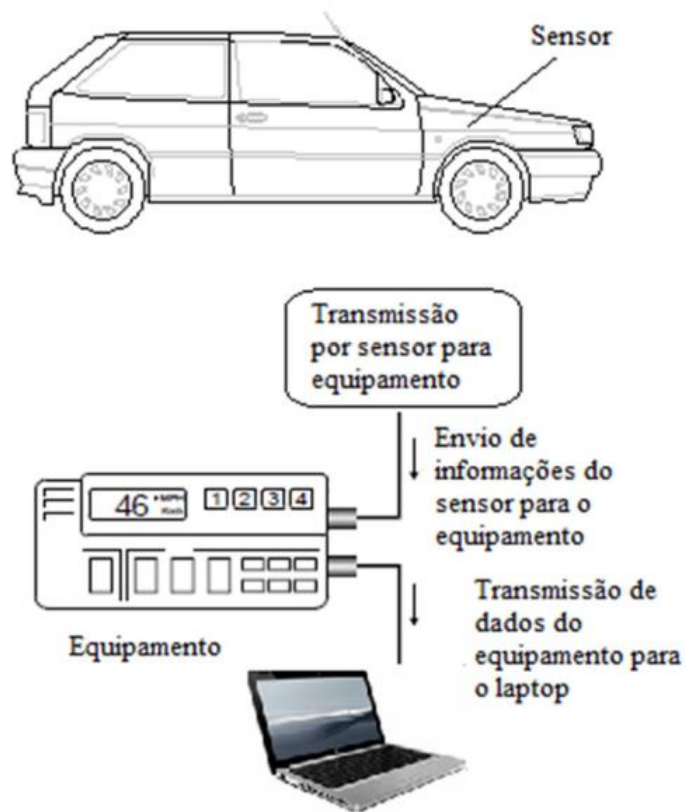 Sensor
Transmissão
por sensor para
equipamento
Envio de
informações do
sensor para o
equipamento
46 MPH
Km/h
1 2 3 4
Transmissão de
dados do
equipamento para
o laptop
Equipamento